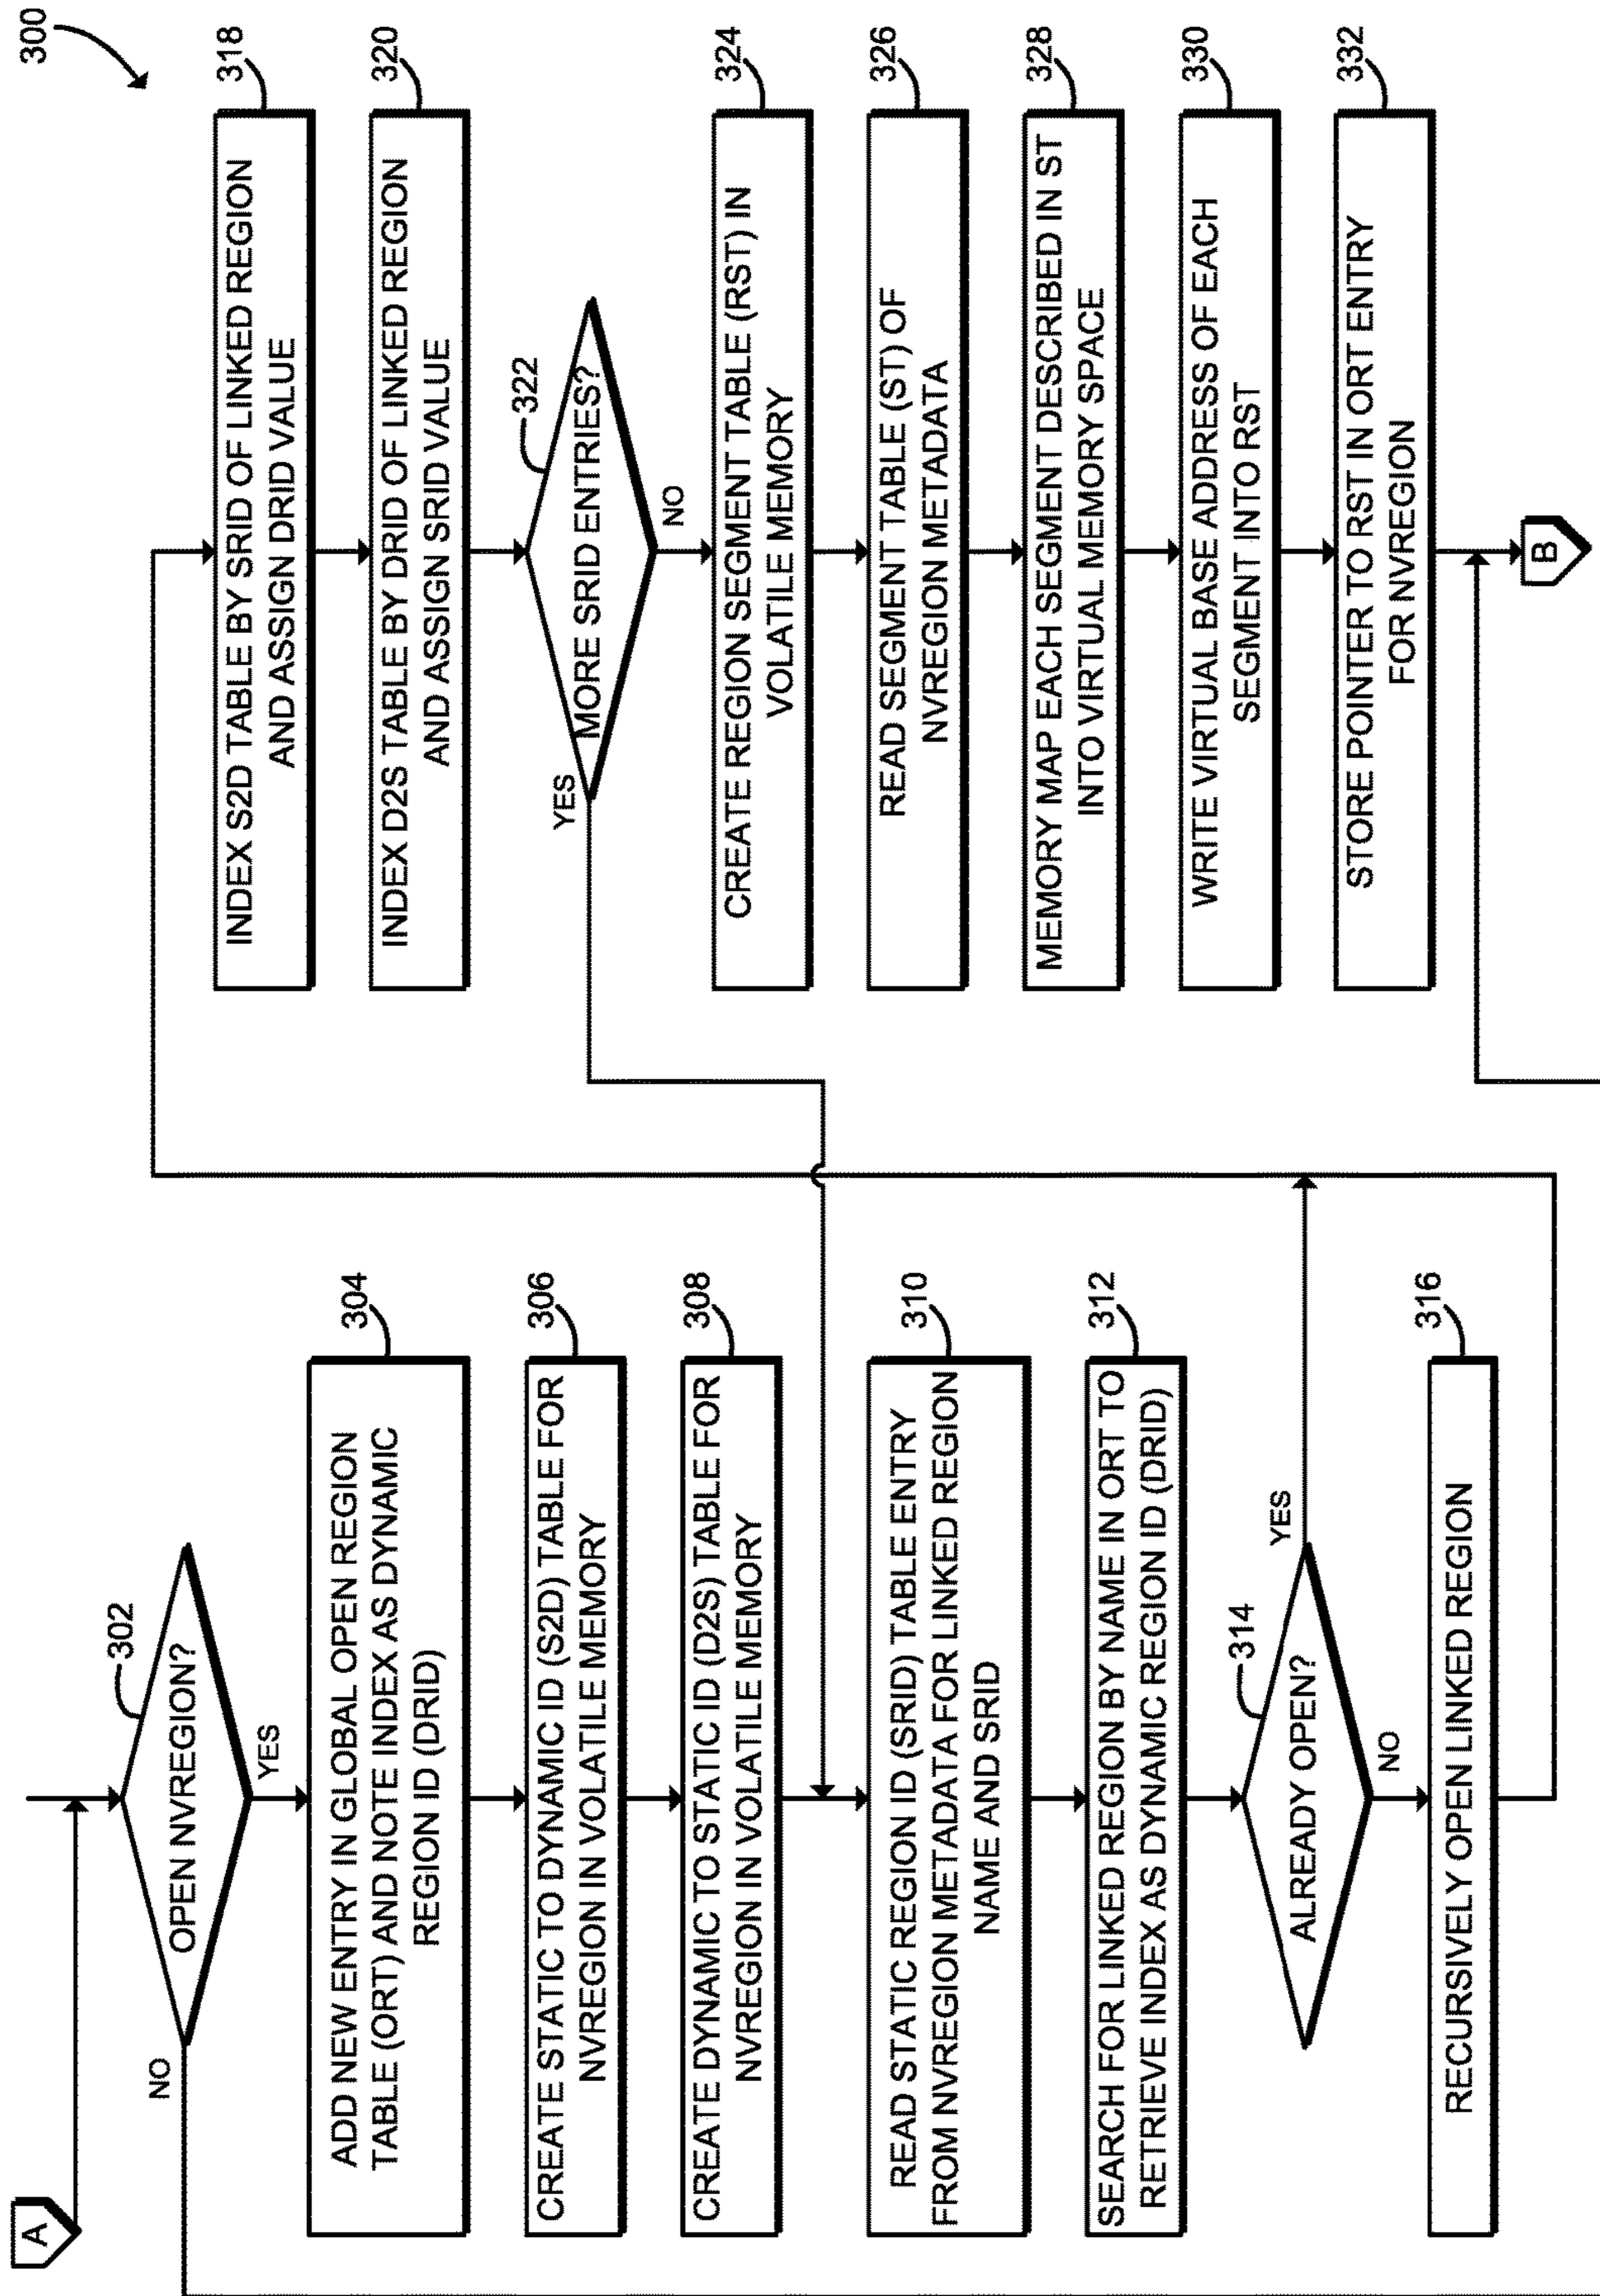 300
A
OPEN NVREGION?
302
NO
YES
ADD NEW ENTRY IN GLOBAL OPEN REGION
TABLE (ORT) AND NOTE INDEX AS DYNAMIC
REGION ID (DRID)
304
CREATE STATIC TO DYNAMIC ID (S2D) TABLE FOR
NVREGION IN VOLATILE MEMORY
306
CREATE DYNAMIC TO STATIC ID (D2S) TABLE FOR
NVREGION IN VOLATILE MEMORY
308
READ STATIC REGION ID (SRID) TABLE ENTRY
FROM NVREGION METADATA FOR LINKED REGION
NAME AND SRID
310
SEARCH FOR LINKED REGION BY NAME IN ORT TO
RETRIEVE INDEX AS DYNAMIC REGION ID (DRID)
312
ALREADY OPEN?
314
YES
NO
RECURSIVELY OPEN LINKED REGION
316
INDEX S2D TABLE BY SRID OF LINKED REGION
AND ASSIGN DRID VALUE
318
INDEX D2S TABLE BY DRID OF LINKED REGION
AND ASSIGN SRID VALUE
320
MORE SRID ENTRIES?
322
YES
NO
CREATE REGION SEGMENT TABLE (RST) IN
VOLATILE MEMORY
324
READ SEGMENT TABLE (ST) OF
NVREGION METADATA
326
MEMORY MAP EACH SEGMENT DESCRIBED IN ST
INTO VIRTUAL MEMORY SPACE
328
WRITE VIRTUAL BASE ADDRESS OF EACH
SEGMENT INTO RST
330
STORE POINTER TO RST IN ORT ENTRY
FOR NVREGION
332
B